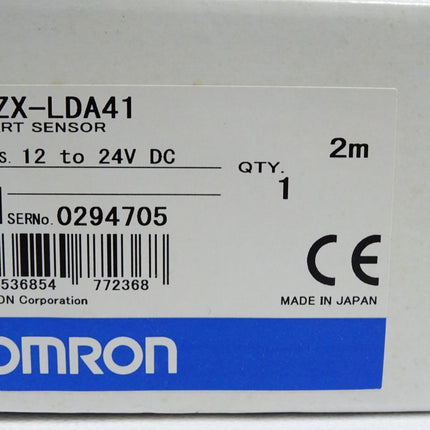 ZX-LDA41
ART SENSOR
S. 12 to 24V DC
2m
QTY.
1
SERNo. 0294705
536854 772368
ON Corporation
MADE IN JAPAN
CE
OMRON